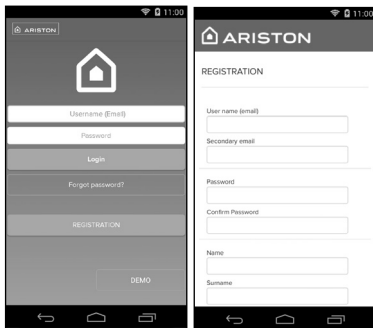 11:00
ARISTON
Username (Email)
Password
Login
Forgot password?
REGISTRATION
DEMO
11:00
ARISTON
REGISTRATION
User name (email)
Secondary email
Password
Confirm Password
Name
Surname